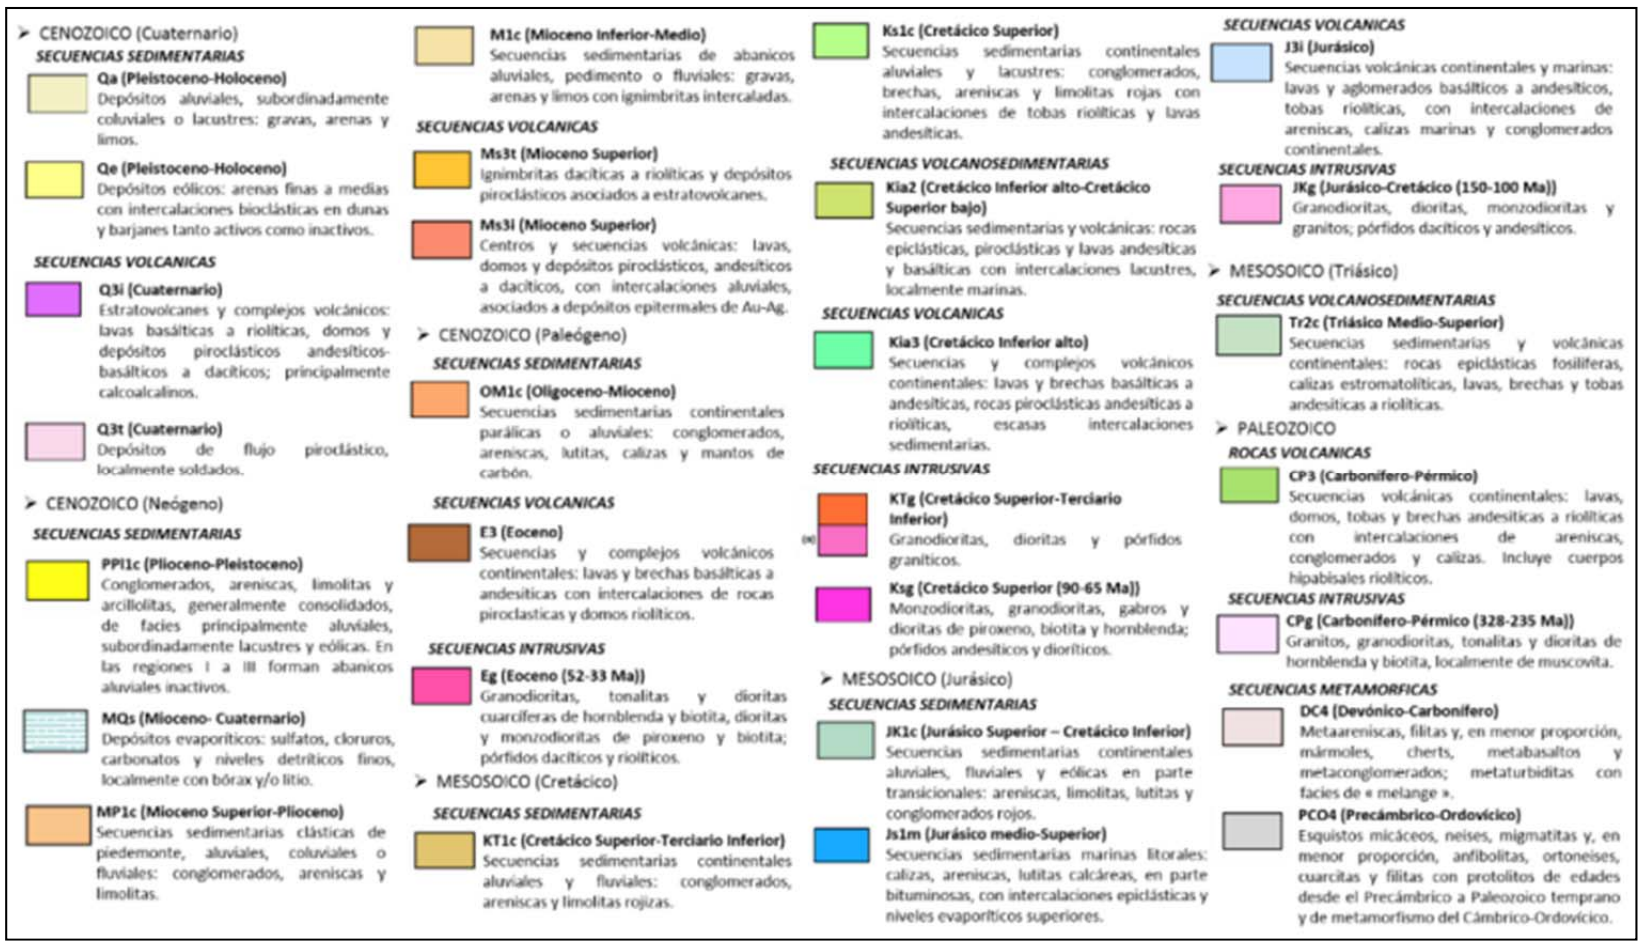 ➤ CENOZOICO (Cuaternario)
SECUENCIAS SEDIMENTARIAS
Qa (Pleistoceno-Holoceno)
Depósitos aluviales, subordinadamente
coluviales o lacustres: gravas, arenas y
limos.
Qe (Pleistoceno-Holoceno)
Depósitos eólicos: arenas finas a medias
con intercalaciones bioclásticas en dunas
y barjanes tanto activos como inactivos.
SECUENCIAS VOLCANICAS
Q3i (Cuaternario)
Estratovolcanes y complejos volcánicos:
lavas basálticas a riolíticas, domos y
depósitos piroclásticos andesíticos-
basálticos a dacíticos; principalmente
calcoalcalinos.
Q3t (Cuaternario)
Depósitos de flujo piroclástico,
localmente soldados.
➤ CENOZOICO (Neógeno)
SECUENCIAS SEDIMENTARIAS
PPl1c (Plioceno-Pleistoceno)
Conglomerados, areniscas, limolitas y
arcillolitas, generalmente consolidados,
de facies principalmente aluviales,
subordinadamente lacustres y eólicas. En
las regiones I a III forman abanicos
aluviales inactivos.
MQs (Mioceno- Cuaternario)
Depósitos evaporíticos: sulfatos, cloruros,
carbonatos y niveles detríticos finos,
localmente con bórax y/o litio.
MP1c (Mioceno Superior-Plioceno)
Secuencias sedimentarias clásticas de
piedemonte, aluviales, coluviales o
fluviales: conglomerados, areniscas y
limolitas.
M1c (Mioceno Inferior-Medio)
Secuencias sedimentarias de abanicos
aluviales, pedimento o fluviales: gravas,
arenas y limos con ignimbritas intercaladas.
SECUENCIAS VOLCANICAS
Ms3t (Mioceno Superior)
Ignimbritas dacíticas a riolíticas y depósitos
piroclásticos asociados a estratovolcanes.
Ms3i (Mioceno Superior)
Centros y secuencias volcánicas: lavas,
domos y depósitos piroclásticos, andesíticos
a dacíticos, con intercalaciones aluviales,
asociados a depósitos epitermales de Au-Ag.
➤ CENOZOICO (Paleógeno)
SECUENCIAS SEDIMENTARIAS
OM1c (Oligoceno-Mioceno)
Secuencias sedimentarias continentales
parálicas o aluviales: conglomerados,
areniscas, lutitas, calizas y mantos de
carbón.
SECUENCIAS VOLCANICAS
E3 (Eoceno)
Secuencias y complejos volcánicos
continentales: lavas y brechas basálticas a
andesíticas con intercalaciones de rocas
piroclasticas y domos riolíticos.
SECUENCIAS INTRUSIVAS
Eg (Eoceno (52-33 Ma))
Granodioritas, tonalitas y dioritas
cuarcíferas de hornblenda y biotita, dioritas
y monzodioritas de piroxeno y biotita;
pórfidos dacíticos y riolíticos.
➤ MESOSOICO (Cretácico)
SECUENCIAS SEDIMENTARIAS
KT1c (Cretácico Superior-Terciario Inferior)
Secuencias sedimentarias continentales
aluviales y fluviales: conglomerados,
areniscas y limolitas rojizas.
Ks1c (Cretácico Superior)
Secuencias sedimentarias continentales
aluviales y lacustres: conglomerados,
brechas, areniscas y limolitas rojas con
intercalaciones de tobas riolíticas y lavas
andesíticas.
SECUENCIAS VOLCANOSEDIMENTARIAS
Kia2 (Cretácico Inferior alto-Cretácico
Superior bajo)
Secuencias sedimentarias y volcánicas: rocas
epiclásticas, piroclásticas y lavas andesíticas
y basálticas con intercalaciones lacustres,
localmente marinas.
SECUENCIAS VOLCANICAS
Kia3 (Cretácico Inferior alto)
Secuencias y complejos volcánicos
continentales: lavas y brechas basálticas a
andesíticas, rocas piroclásticas andesíticas a
riolíticas, escasas intercalaciones
sedimentarias.
SECUENCIAS INTRUSIVAS
KTg (Cretácico Superior-Terciario
Inferior)
Granodioritas, dioritas y pórfidos
graníticos.
Ksg (Cretácico Superior (90-65 Ma))
Monzodioritas, granodioritas, gabros y
dioritas de piroxeno, biotita y hornblenda;
pórfidos andesíticos y dioríticos.
➤ MESOSOICO (Jurásico)
SECUENCIAS SEDIMENTARIAS
JK1c (Jurásico Superior – Cretácico Inferior)
Secuencias sedimentarias continentales
aluviales, fluviales y eólicas en parte
transicionales: areniscas, limolitas, lutitas y
conglomerados rojos.
Js1m (Jurásico medio-Superior)
Secuencias sedimentarias marinas litorales:
calizas, areniscas, lutitas calcáreas, en parte
bituminosas, con intercalaciones epiclásticas y
niveles evaporíticos superiores.
SECUENCIAS VOLCANICAS
J3i (Jurásico)
Secuencias volcánicas continentales y marinas:
lavas y aglomerados basálticos a andesíticos,
tobas riolíticas, con intercalaciones de
areniscas, calizas marinas y conglomerados
continentales.
SECUENCIAS INTRUSIVAS
JKg (Jurásico-Cretácico (150-100 Ma))
Granodioritas, dioritas, monzodioritas y
granitos; pórfidos dacíticos y andesíticos.
➤ MESOSOICO (Triásico)
SECUENCIAS VOLCANOSEDIMENTARIAS
Tr2c (Triásico Medio-Superior)
Secuencias sedimentarias y volcánicas
continentales: rocas epiclásticas fosilíferas,
calizas estromatolíticas, lavas, brechas y tobas
andesíticas a riolíticas.
➤ PALEOZOICO
ROCAS VOLCANICAS
CP3 (Carbonífero-Pérmico)
Secuencias volcánicas continentales: lavas,
domos, tobas y brechas andesíticas a riolíticas
con intercalaciones de areniscas,
conglomerados y calizas. Incluye cuerpos
hipabisales riolíticos.
SECUENCIAS INTRUSIVAS
CPg (Carbonífero-Pérmico (328-235 Ma))
Granitos, granodioritas, tonalitas y dioritas de
hornblenda y biotita, localmente de muscovita.
SECUENCIAS METAMORFICAS
DC4 (Devónico-Carbonífero)
Metaareniscas, filitas y, en menor proporción,
mármoles, cherts, metabasaltos y
metaconglomerados; metaturbiditas con
facies de « melange ».
PCO4 (Precámbrico-Ordovícico)
Esquistos micáceos, neises, migmatitas y, en
menor proporción, anfibolitas, ortoneises,
cuarcitas y filitas con protolitos de edades
desde el Precámbrico a Paleozoico temprano
y de metamorfismo del Cámbrico-Ordovícico.